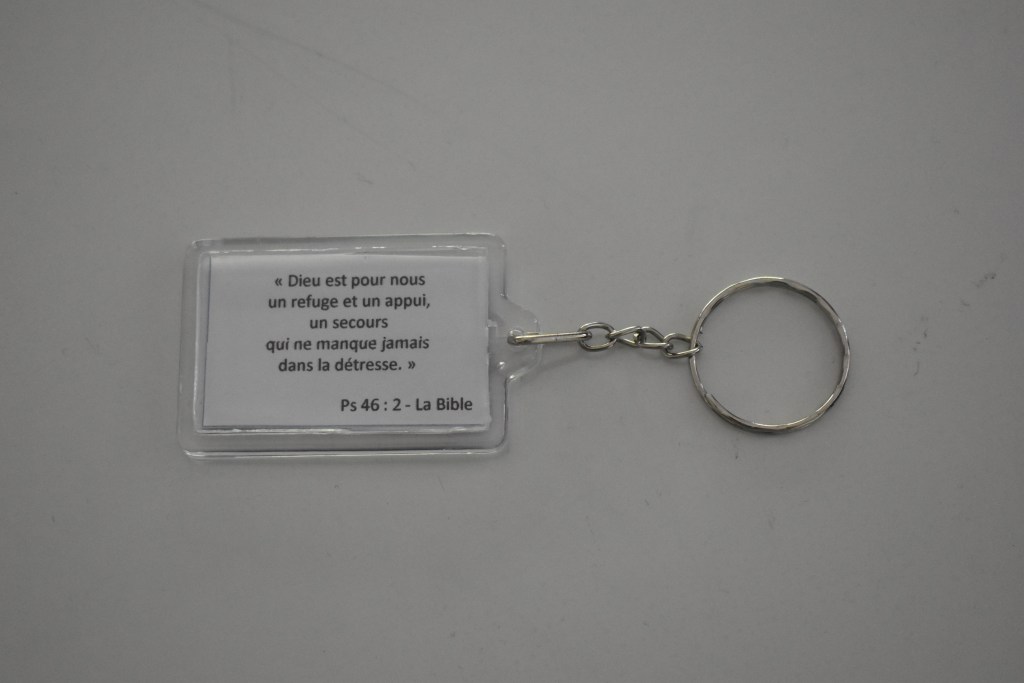 « Dieu est pour nous
un refuge et un appui,
un secours
qui ne manque jamais
dans la détresse. »
Ps 46 : 2 - La Bible